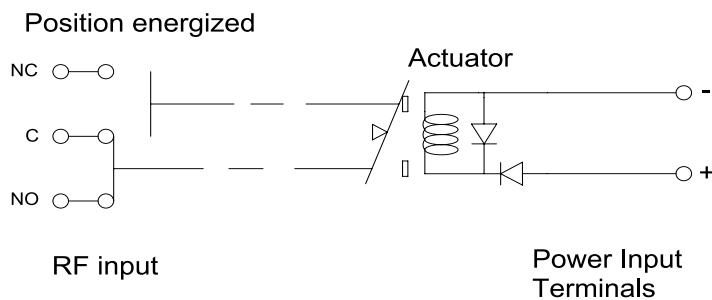 Position energized
Actuator
NC
-
C
+
NO
RF input
Power Input
Terminals